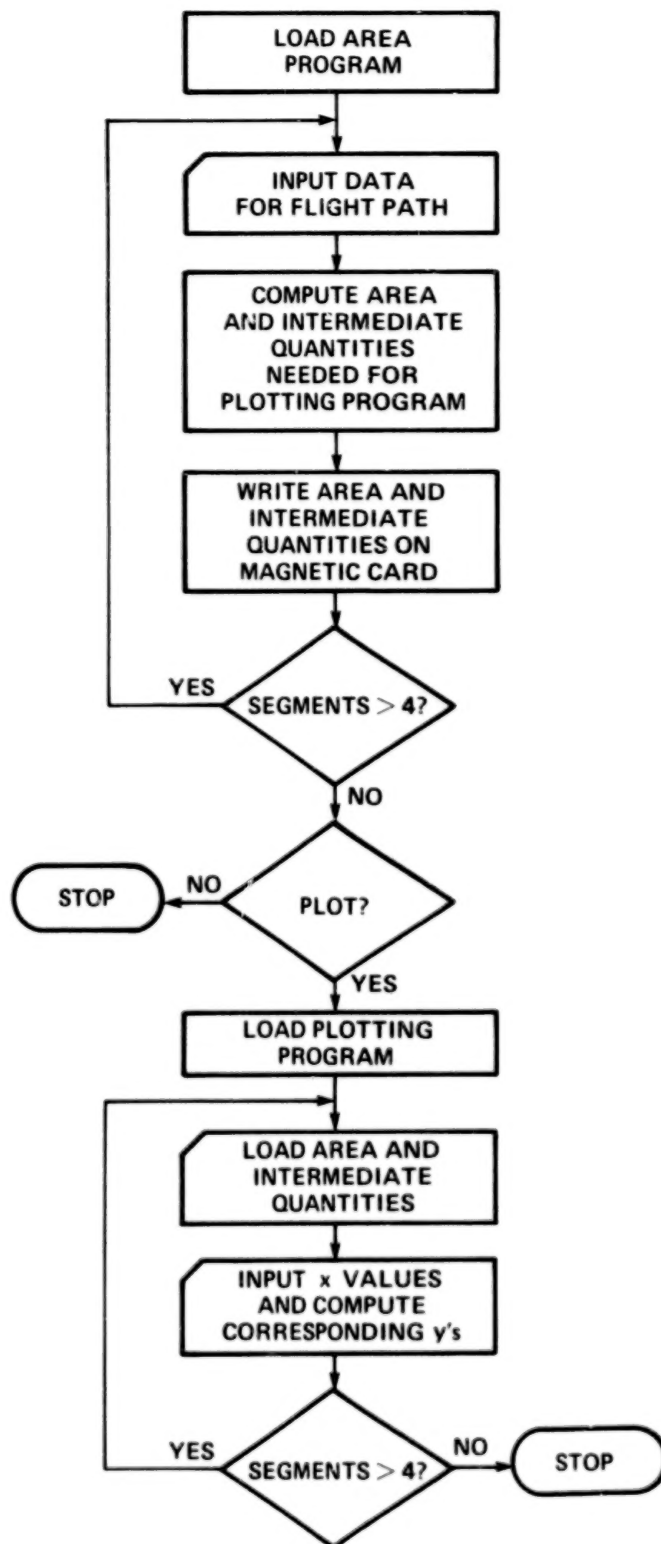 LOAD AREA
PROGRAM
INPUT DATA
FOR FLIGHT PATH
COMPUTE AREA
AND INTERMEDIATE
QUANTITIES
NEEDED FOR
PLOTTING PROGRAM
WRITE AREA AND
INTERMEDIATE
QUANTITIES ON
MAGNETIC CARD
YES
SEGMENTS > 4?
NO
STOP
NO
PLOT?
YES
LOAD PLOTTING
PROGRAM
LOAD AREA AND
INTERMEDIATE
QUANTITIES
INPUT x VALUES
AND COMPUTE
CORRESPONDING y's
YES
SEGMENTS > 4?
NO
STOP